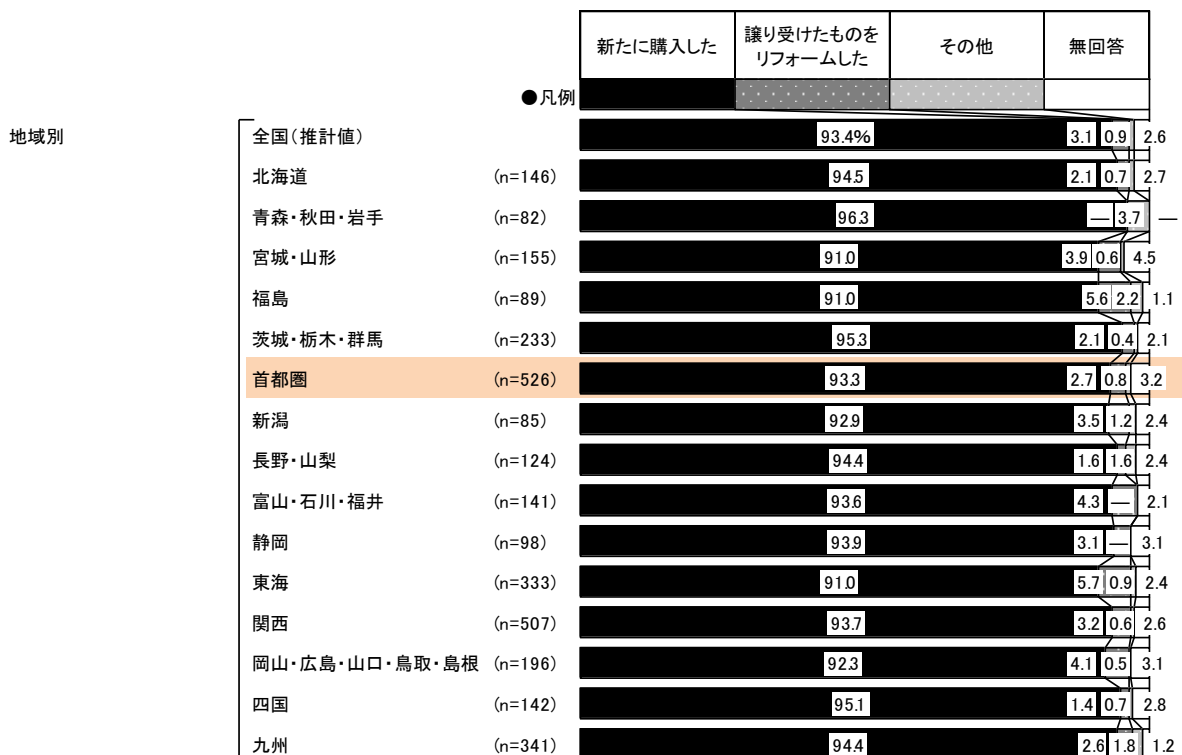 新たに購入した 譲り受けたものを その他 無回答
リフォームした
●凡例
地域別
全国(推計値) 93.4% 3.1 0.9 2.6
北海道 (n=146) 94.5 2.1 0.7 2.7
青森・秋田・岩手 (n=82) 96.3 — 3.7 —
宮城・山形 (n=155) 91.0 3.9 0.6 4.5
福島 (n=89) 91.0 5.6 2.2 1.1
茨城・栃木・群馬 (n=233) 95.3 2.1 0.4 2.1
首都圏 (n=526) 93.3 2.7 0.8 3.2
新潟 (n=85) 92.9 3.5 1.2 2.4
長野・山梨 (n=124) 94.4 1.6 1.6 2.4
富山・石川・福井 (n=141) 93.6 4.3 — 2.1
静岡 (n=98) 93.9 3.1 — 3.1
東海 (n=333) 91.0 5.7 0.9 2.4
関西 (n=507) 93.7 3.2 0.6 2.6
岡山・広島・山口・鳥取・島根 (n=196) 92.3 4.1 0.5 3.1
四国 (n=142) 95.1 1.4 0.7 2.8
九州 (n=341) 94.4 2.6 1.8 1.2